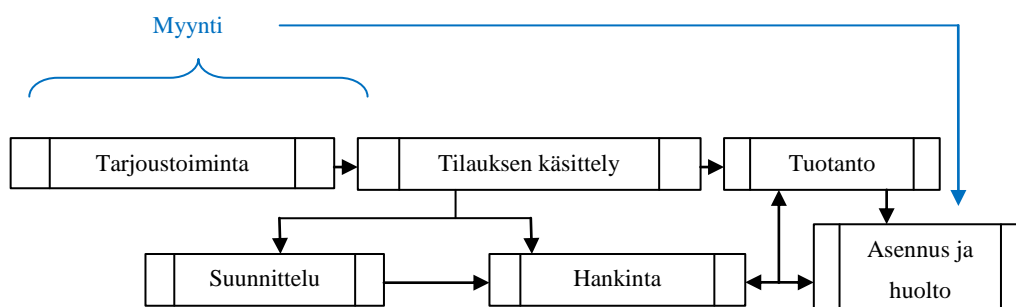 Myynti
Tarjoustoiminta
Tilauksen käsittely
Tuotanto
Suunnittelu
Hankinta
Asennus ja
huolto